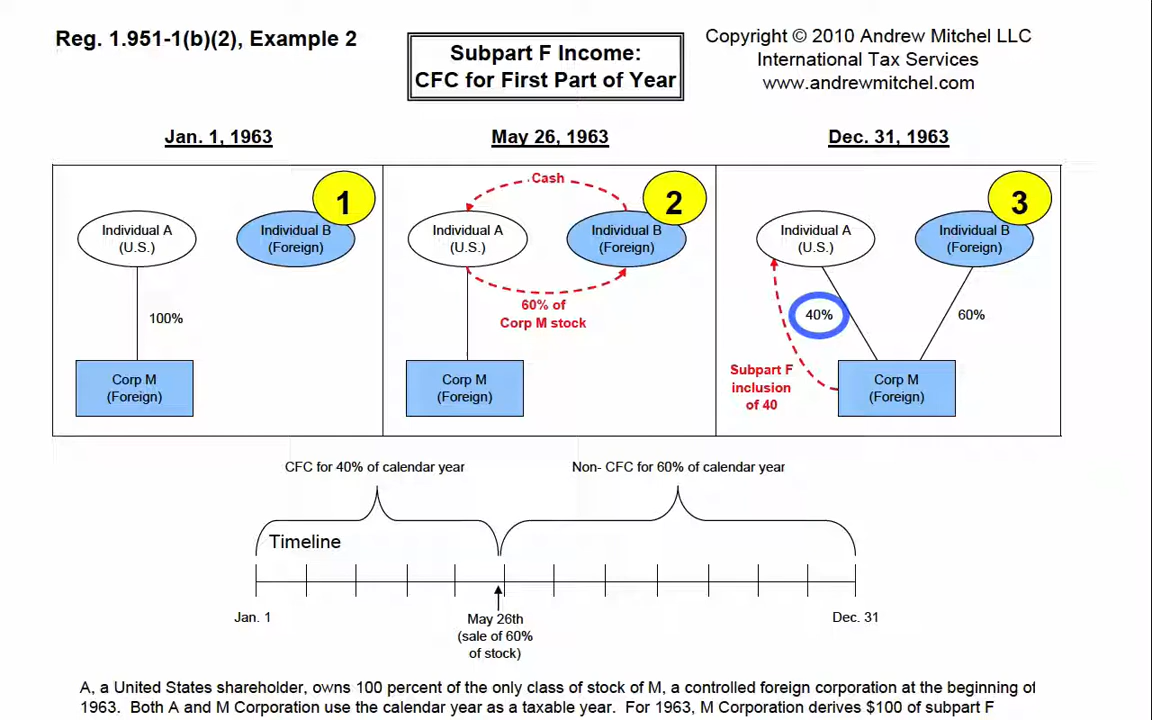 Reg. 1.951-1(b)(2), Example 2
Subpart F Income:
CFC for First Part of Year
Copyright © 2010 Andrew Mitchel LLC
International Tax Services
www.andrewmitchel.com
Jan. 1, 1963
May 26, 1963
Dec. 31, 1963
1
Individual A
(U.S.)
Individual B
(Foreign)
100%
Corp M
(Foreign)
2
Cash
Individual A
(U.S.)
Individual B
(Foreign)
60% of
Corp M stock
Corp M
(Foreign)
3
Individual A
(U.S.)
Individual B
(Foreign)
40%
60%
Subpart F
inclusion
of 40
Corp M
(Foreign)
CFC for 40% of calendar year
Non- CFC for 60% of calendar year
Timeline
Jan. 1
May 26th
(sale of 60%
of stock)
Dec. 31
A, a United States shareholder, owns 100 percent of the only class of stock of M, a controlled foreign corporation at the beginning of
1963. Both A and M Corporation use the calendar year as a taxable year. For 1963, M Corporation derives $100 of subpart F